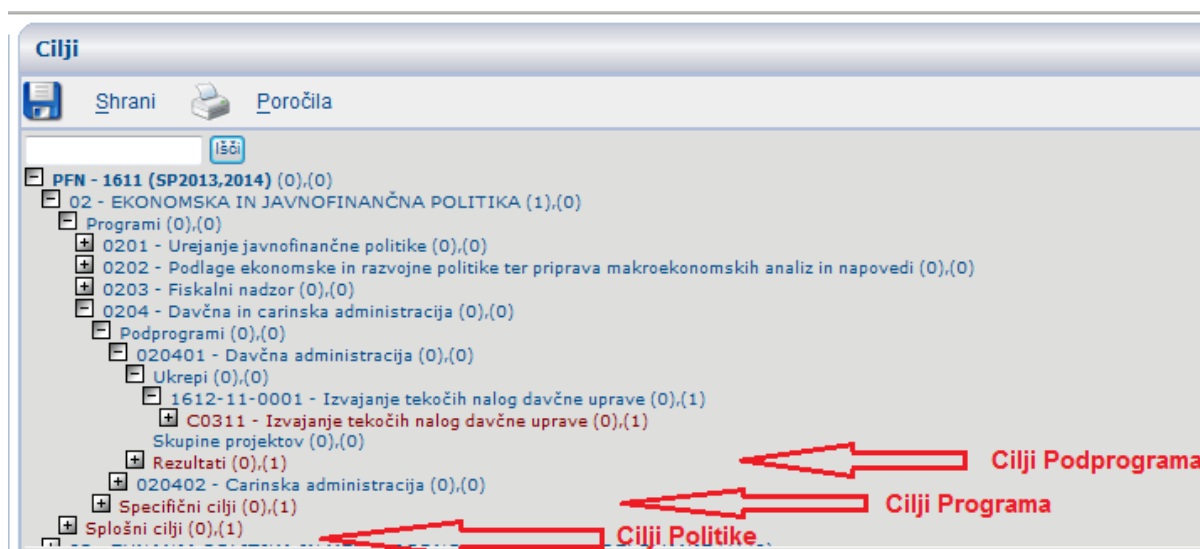 Cilji
Shrani Poročila
Išči
PFN - 1611 (SP2013,2014) (0),(0)
02 - EKONOMSKA IN JAVNOFINANČNA POLITIKA (1),(0)
Programi (0),(0)
0201 - Urejanje javnofinančne politike (0),(0)
0202 - Podlage ekonomske in razvojne politike ter priprava makroekonomskih analiz in napovedi (0),(0)
0203 - Fiskalni nadzor (0),(0)
0204 - Davčna in carinska administracija (0),(0)
Podprogrami (0),(0)
020401 - Davčna administracija (0),(0)
Ukrepi (0),(0)
1612-11-0001 - Izvajanje tekočih nalog davčne uprave (0),(1)
C0311 - Izvajanje tekočih nalog davčne uprave (0),(1)
Skupine projektov (0),(0)
Rezultati (0),(1) Cilji Podprograma
020402 - Carinska administracija (0),(0)
Specifični cilji (0),(1) Cilji Programa
Splošni cilji (0),(1) Cilji Politike